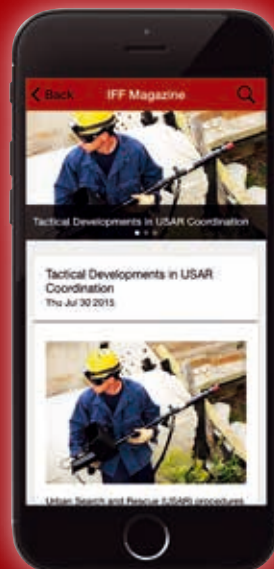 Back
IFF Magazine
Tactical Developments in USAR Coordination
Tactical Developments in USAR
Coordination
Thu Jul 30 2015
Urban Search and Rescue (USAR) procedures